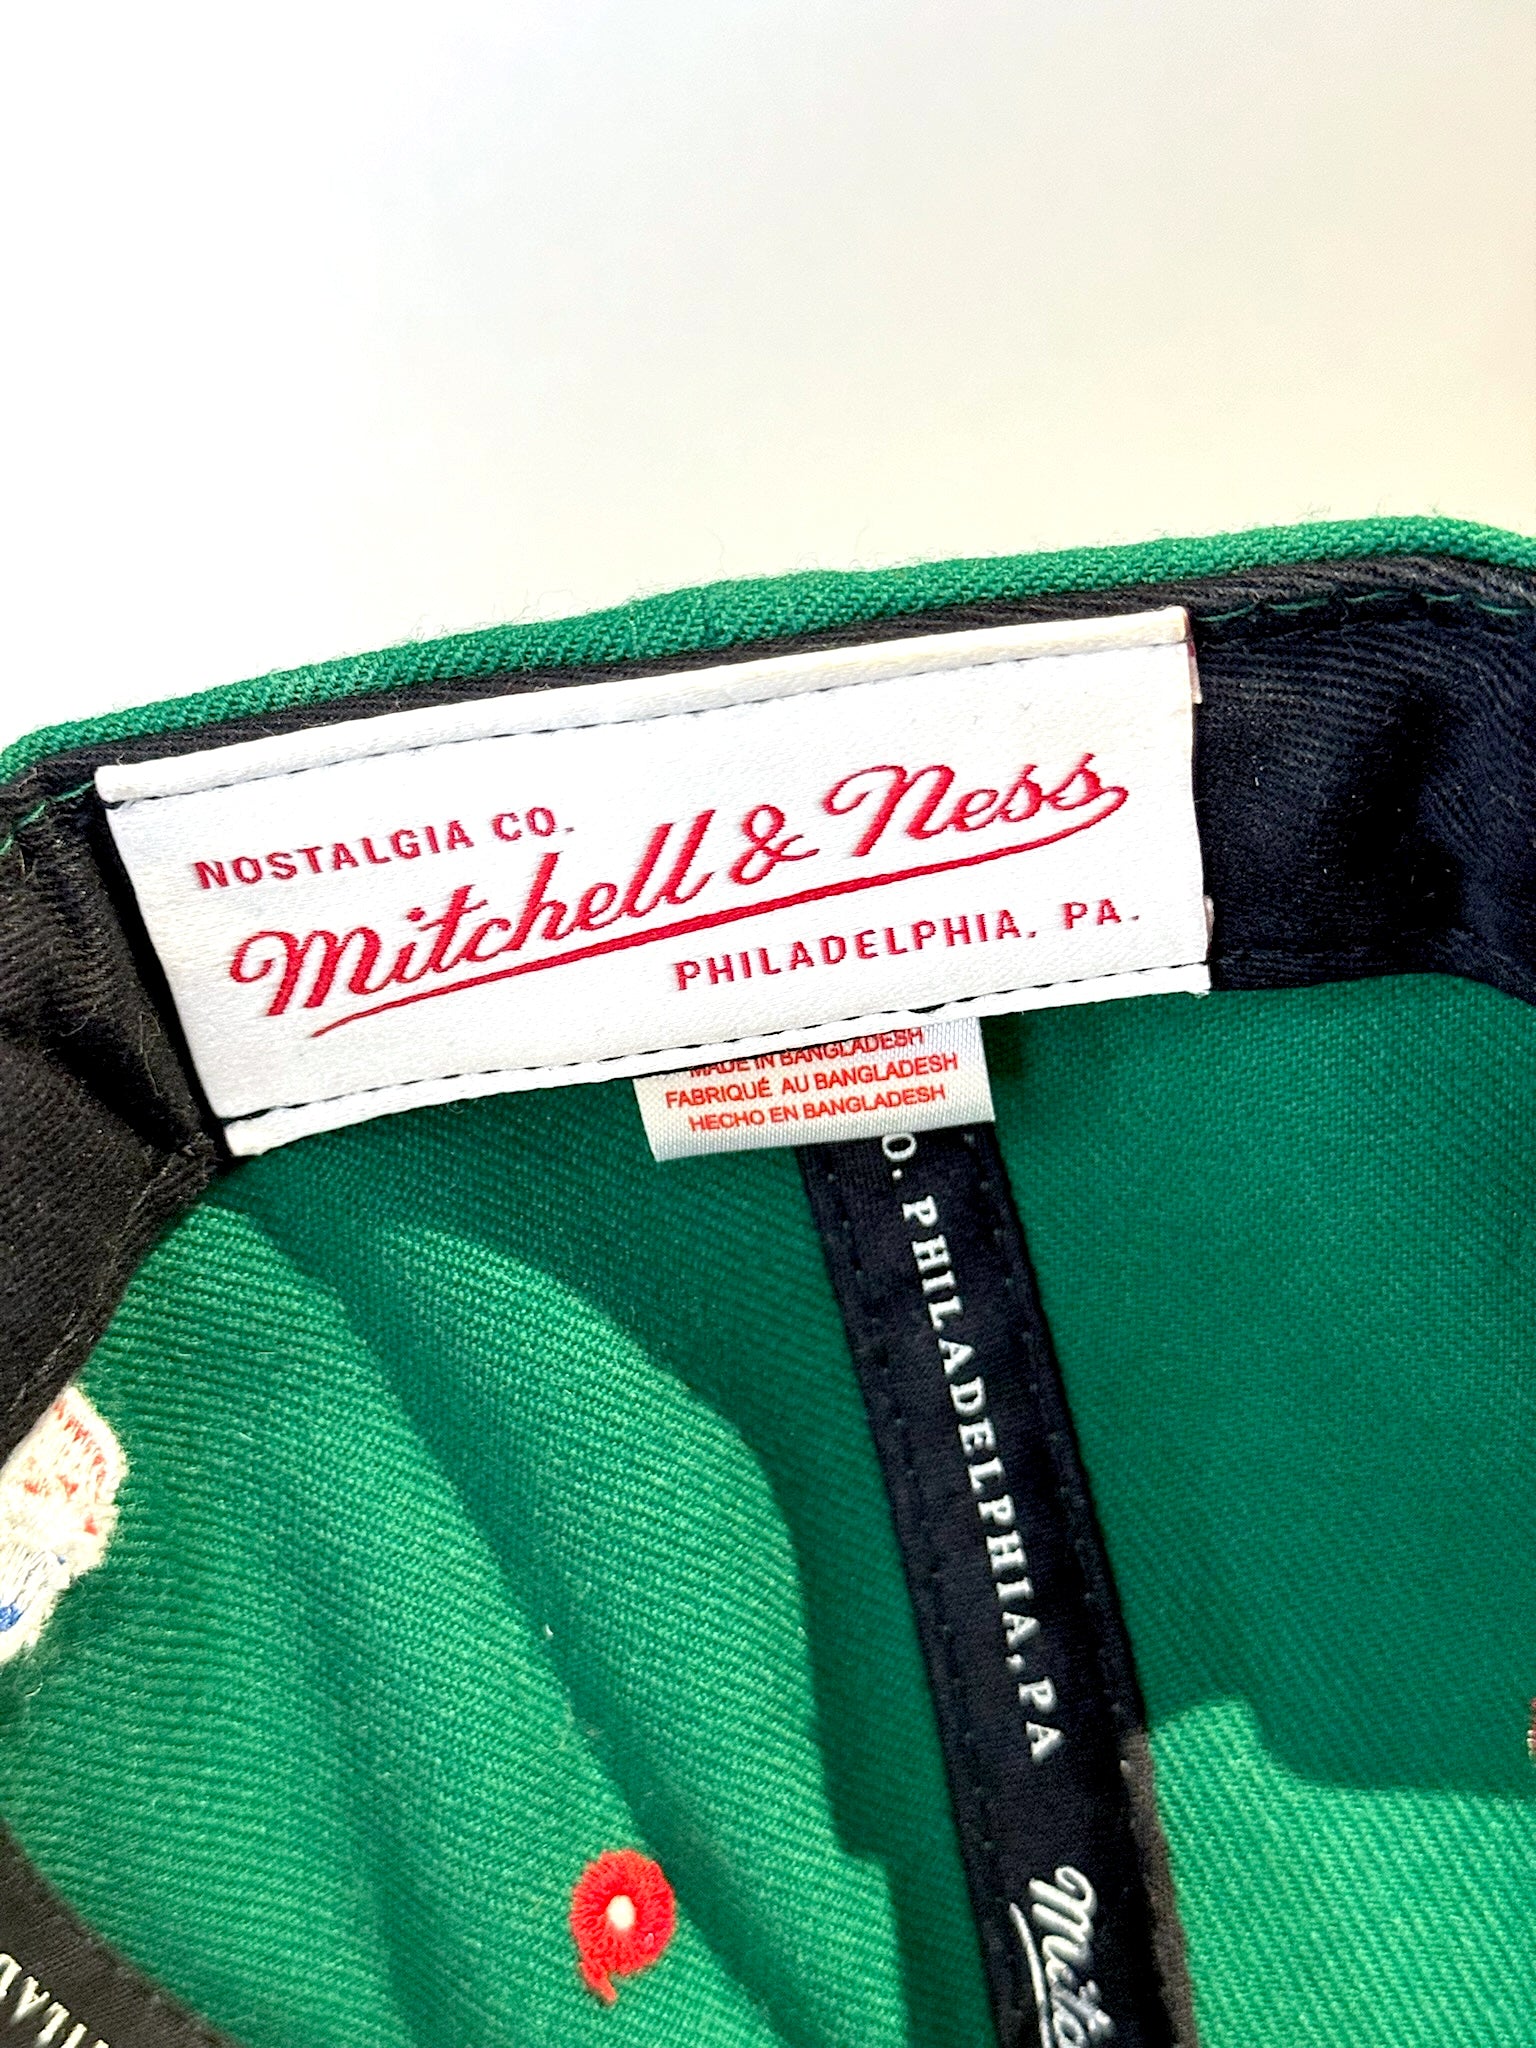 NOSTALGIA CO.
Mitchell & Ness
PHILADELPHIA, PA.
MADE IN BANGLADESH
FABRIQUÉ AU BANGLADESH
HECHO EN BANGLADESH
O. PHILADELPHIA, PA